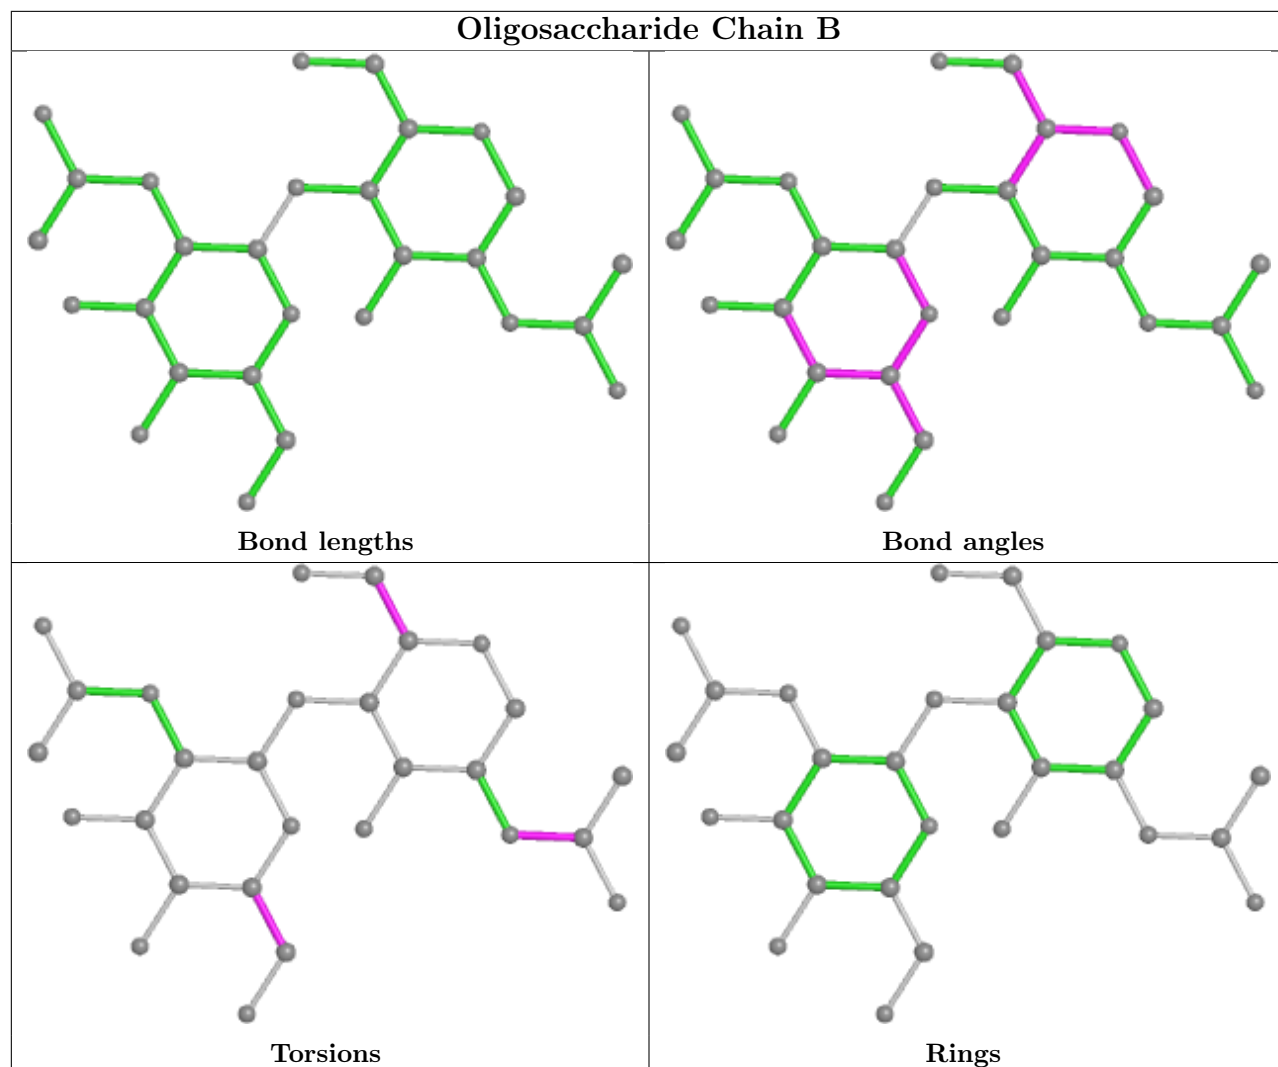 Oligosaccharide Chain B
Bond lengths
Bond angles
Torsions
Rings